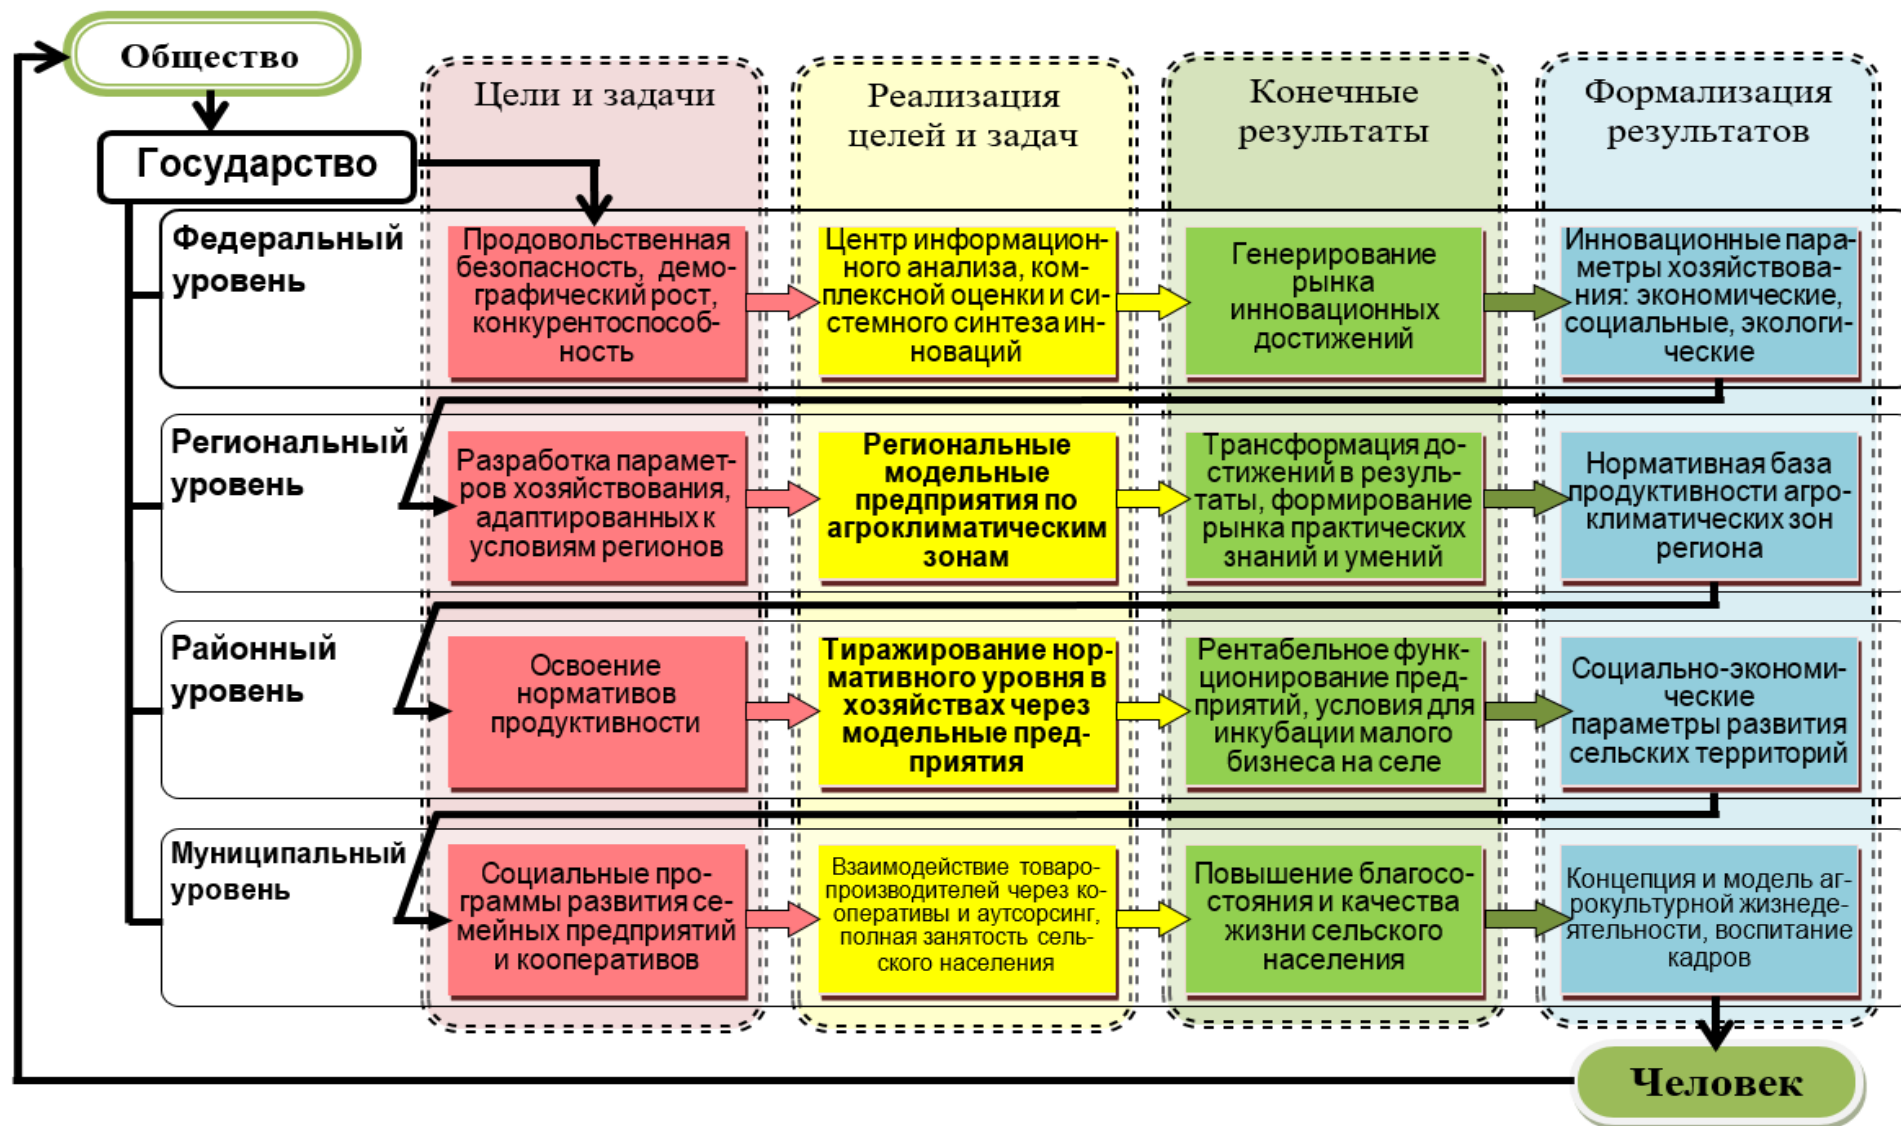 Общество
Государство
Цели и задачи
Реализация
целей и задач
Конечные
результаты
Формализация
результатов
Федеральный
уровень
Продовольственная
безопасность, демо-
графический рост,
конкурентоспособ-
ность
Центр информацион-
ного анализа, ком-
плексной оценки и си-
стемного синтеза ин-
новаций
Генерирование
рынка
инновационных
достижений
Инновационные пара-
метры хозяйствова-
ния: экономические,
социальные, экологи-
ческие
Региональный
уровень
Разработка парамет-
ров хозяйствования,
адаптированных к
условиям регионов
Региональные
модельные
предприятия по
агроклиматическим
зонам
Трансформация до-
стижений в резуль-
таты, формирование
рынка практических
знаний и умений
Нормативная база
продуктивности агро-
климатических зон
региона
Районный
уровень
Освоение
нормативов
продуктивности
Тиражирование нор-
мативного уровня в
хозяйствах через
модельные пред-
приятия
Рентабельное функ-
ционирование пред-
приятий, условия для
инкубации малого
бизнеса на селе
Социально-экономи-
ческие
параметры развития
сельских территорий
Муниципальный
уровень
Социальные про-
граммы развития се-
мейных предприятий
и кооперативов
Взаимодействие товаро-
производителей через ко-
оперативы и аутсорсинг,
полная занятость сель-
ского населения
Повышение благосо-
стояния и качества
жизни сельского
населения
Концепция и модель аг-
рокультурной жизнеде-
ятельности, воспитание
кадров
Человек